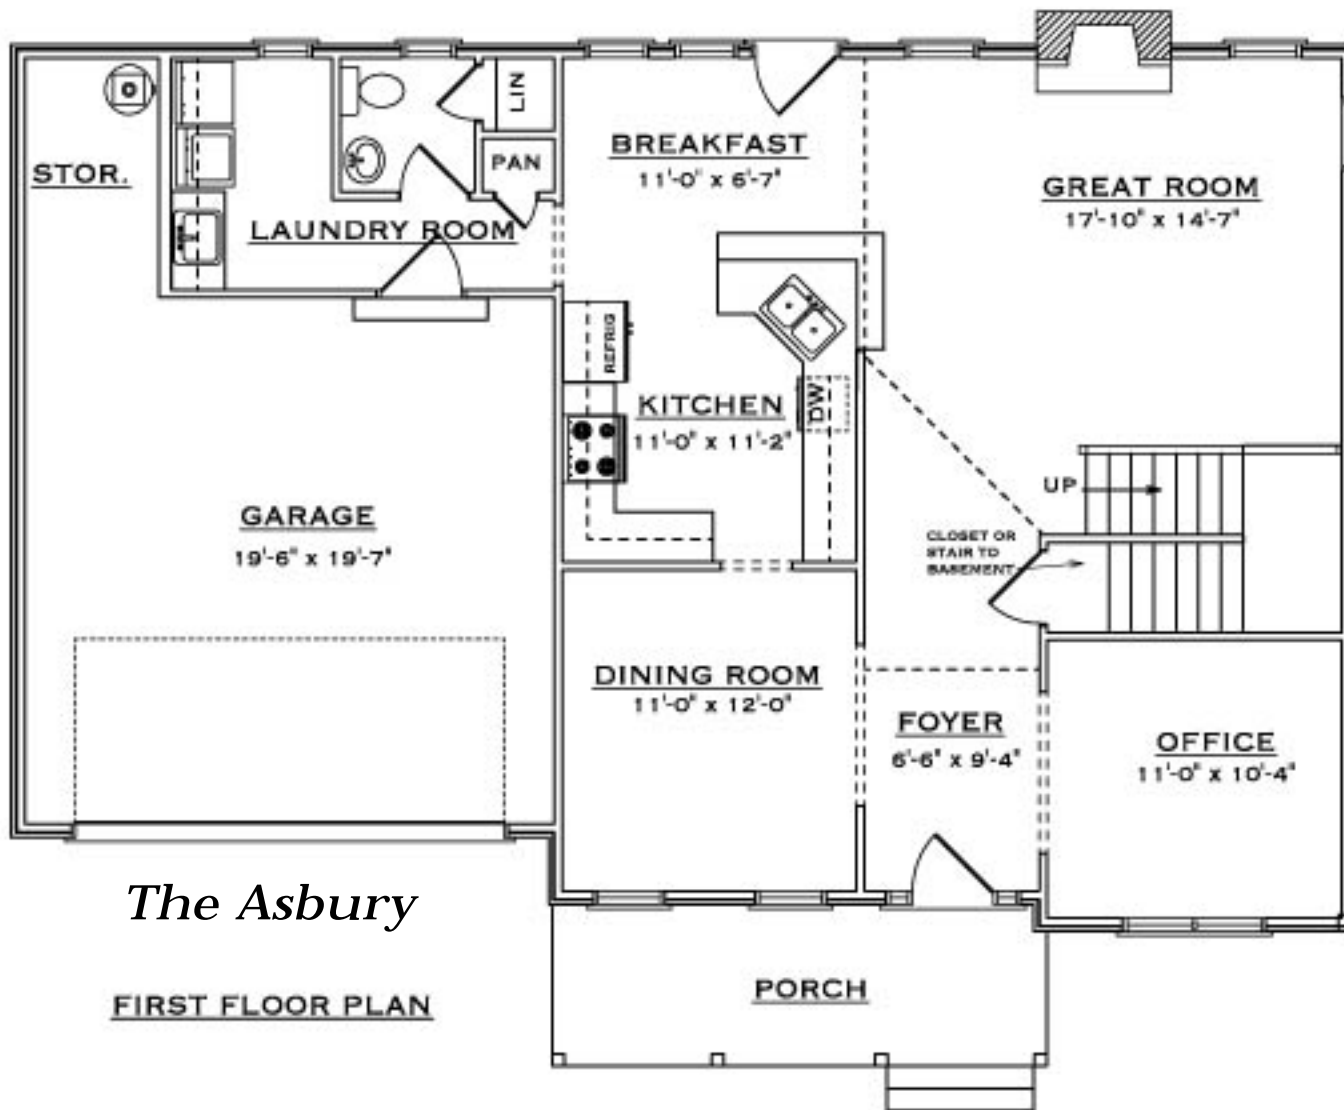 LIN
BREAKFAST
11'-0" x 6'-7"
PAN
STOR.
GREAT ROOM
17'-10" x 14'-7"
LAUNDRY ROOM
REFRIG
KITCHEN
11'-0" x 11'-2"
DW
UP
GARAGE
19'-6" x 19'-7"
CLOSET OR
STAIR TO
BASEMENT
DINING ROOM
11'-0" x 12'-0"
FOYER
6'-6" x 9'-4"
OFFICE
11'-0" x 10'-4"
The Asbury
PORCH
FIRST FLOOR PLAN